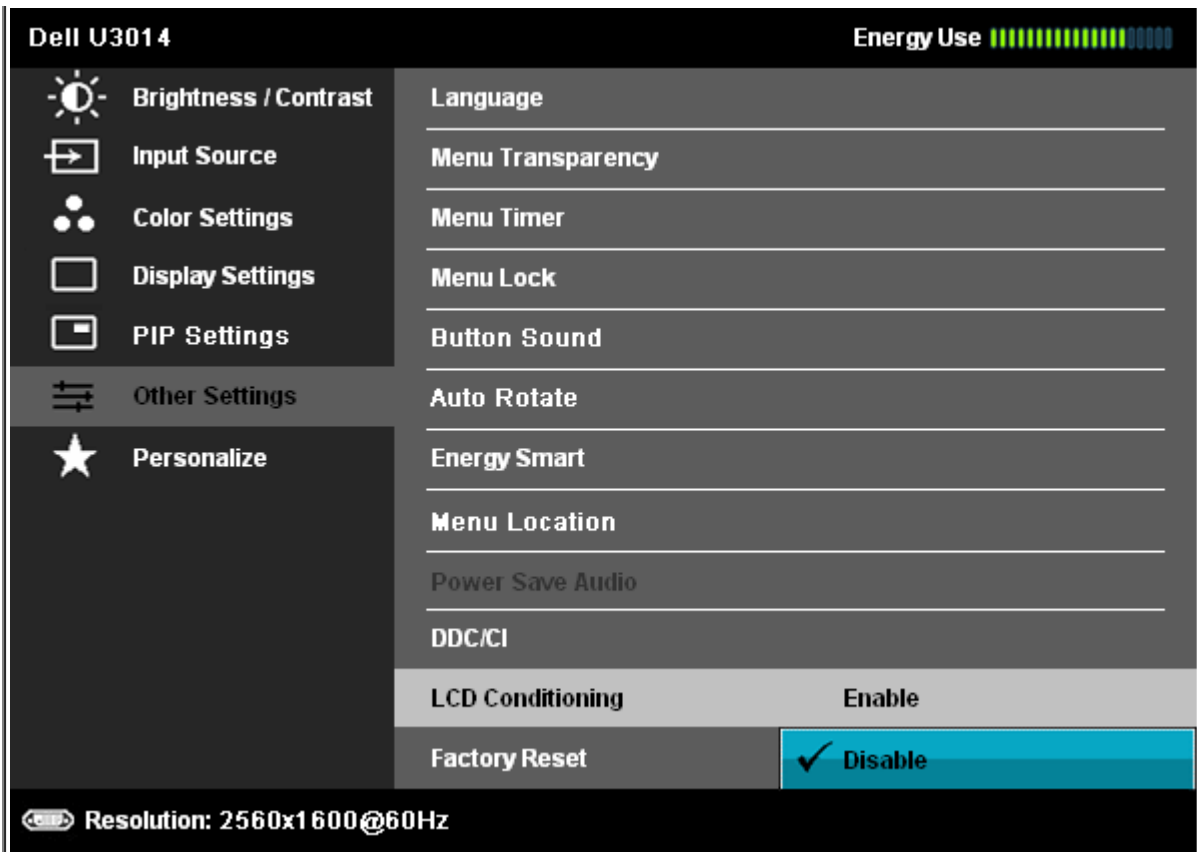 Dell U3014 Energy Use
Brightness / Contrast Language
Input Source Menu Transparency
Color Settings Menu Timer
Display Settings Menu Lock
PIP Settings Button Sound
Other Settings Auto Rotate
Personalize Energy Smart
Menu Location
Power Save Audio
DDC/CI
LCD Conditioning Enable
Factory Reset Disable
Resolution: 2560x1600@60Hz